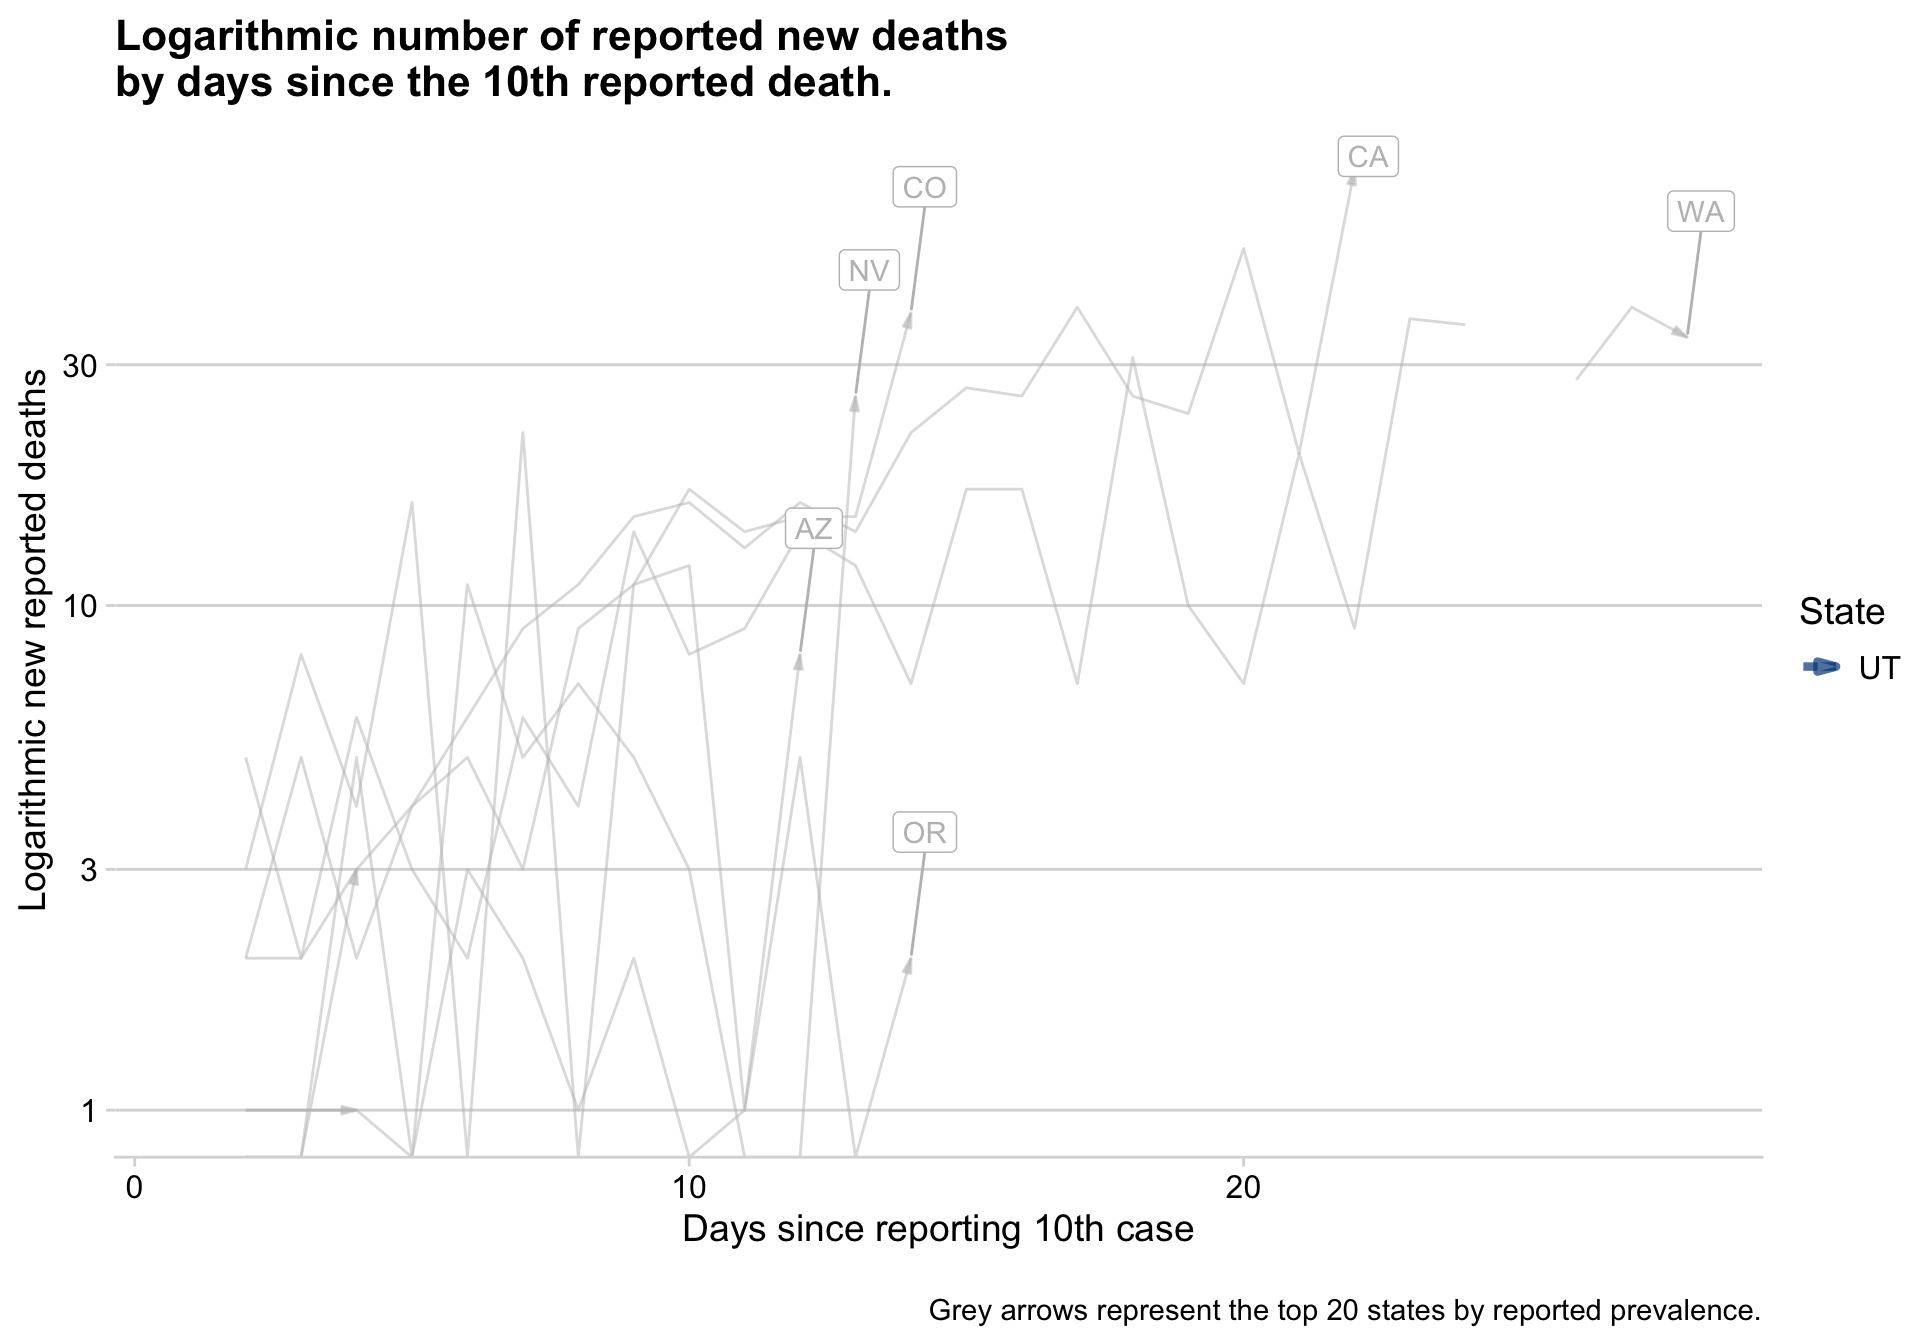 Logarithmic number of reported new deaths
by days since the 10th reported death.
CA
CO
WA
NV
AZ
OR
Logarithmic new reported deaths
30
10
3
1
0
10
20
Days since reporting 10th case
State
UT
Grey arrows represent the top 20 states by reported prevalence.